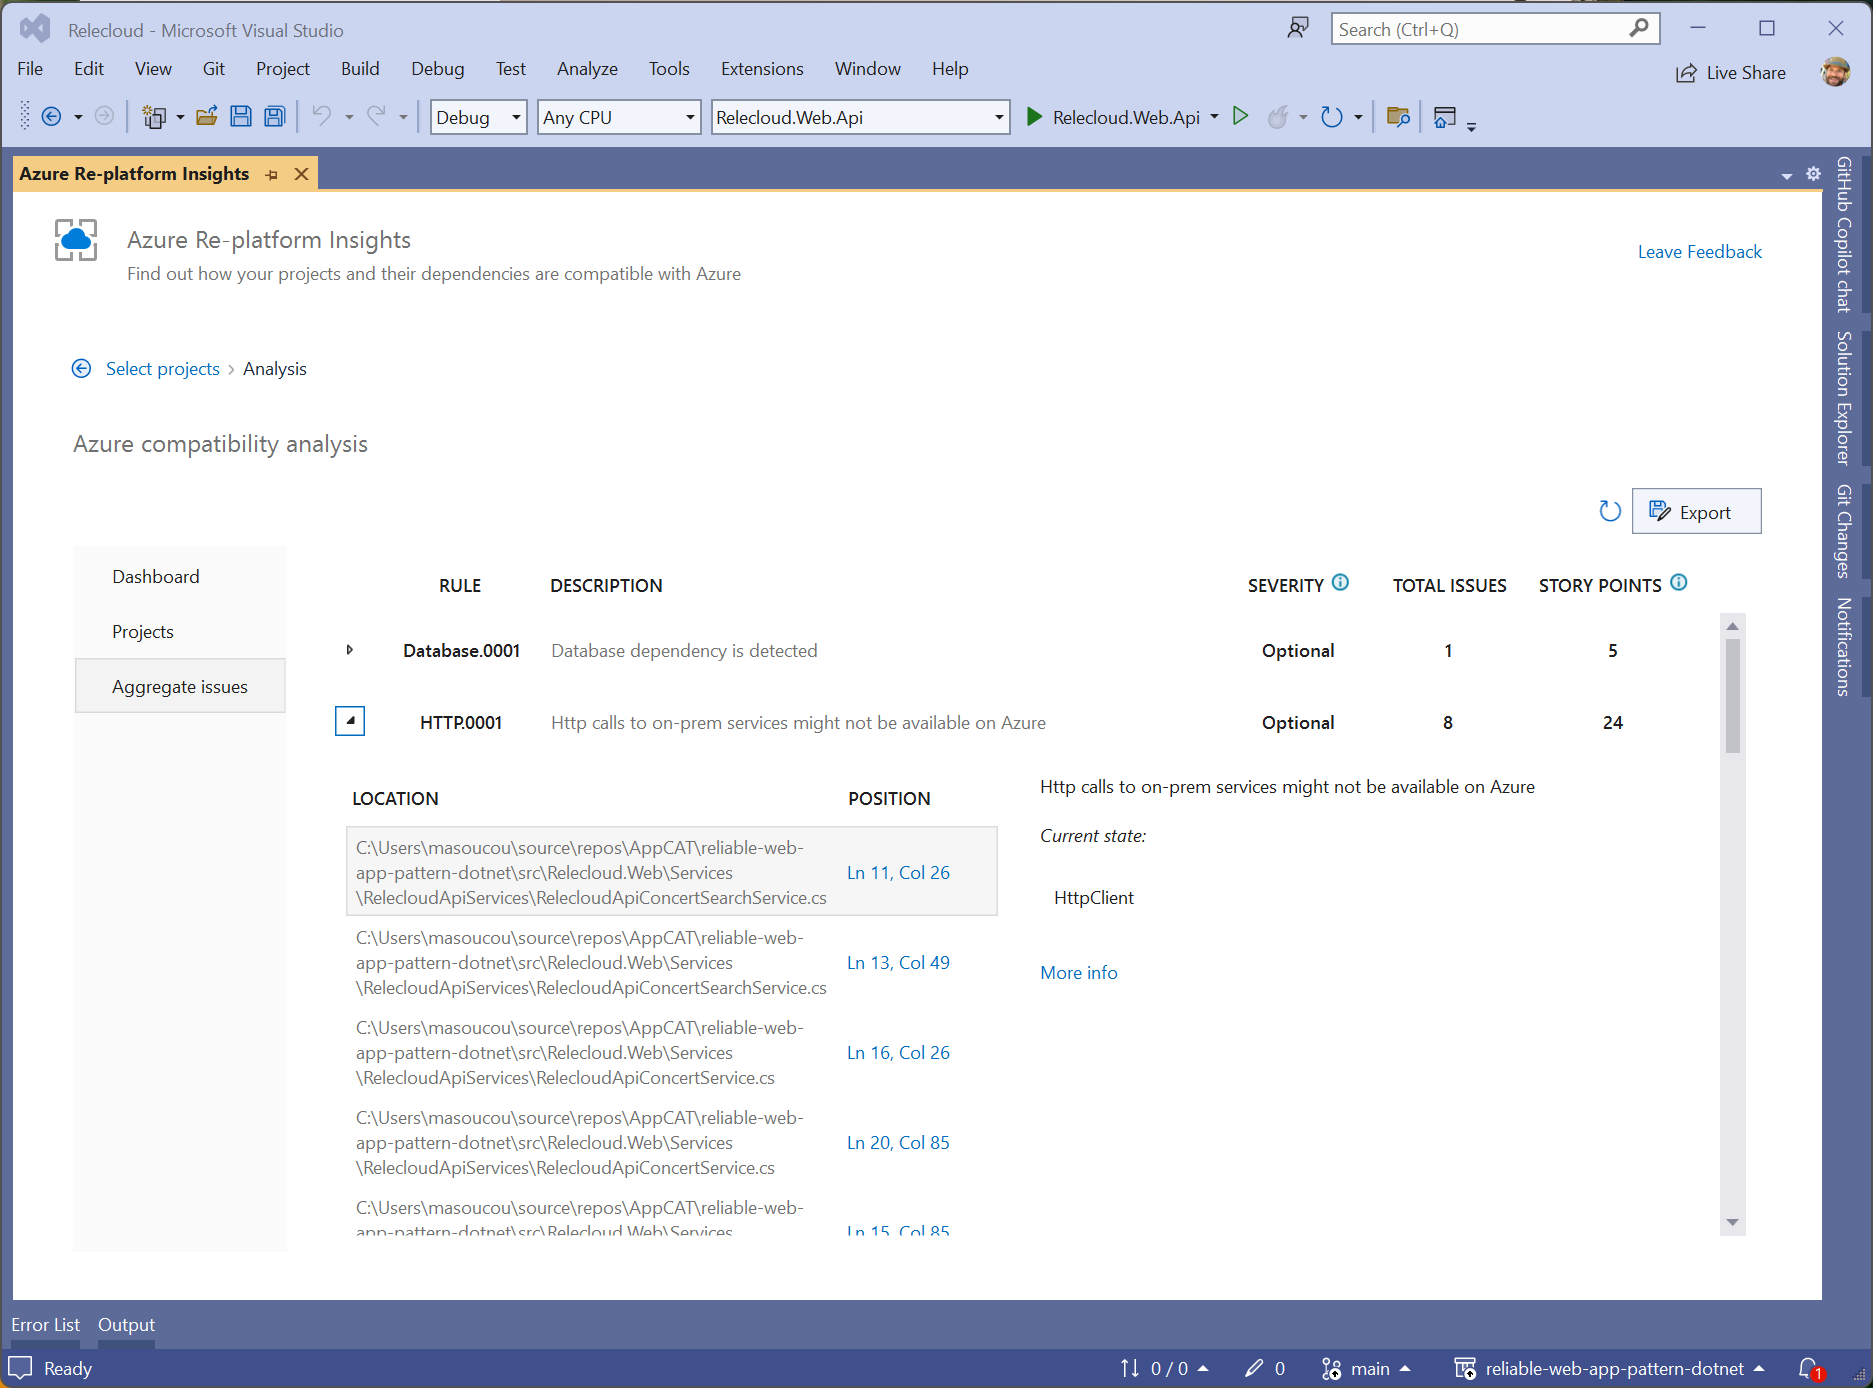 Relecloud - Microsoft Visual Studio
Search (Ctrl+Q)
File Edit View Git Project Build Debug Test Analyze Tools Extensions Window Help
Live Share
Debug Any CPU Relecloud.Web.Api Relecloud.Web.Api
Azure Re-platform Insights
Azure Re-platform Insights
Find out how your projects and their dependencies are compatible with Azure
Leave Feedback
Select projects › Analysis
Azure compatibility analysis
Export
Dashboard
Projects
Aggregate issues
RULE DESCRIPTION SEVERITY TOTAL ISSUES STORY POINTS
Database.0001 Database dependency is detected Optional 1 5
HTTP.0001 Http calls to on-prem services might not be available on Azure Optional 8 24
LOCATION POSITION
C:\Users\masoucou\source\repos\AppCAT\reliable-web-
app-pattern-dotnet\src\Relecloud.Web\Services
\RelecloudApiServices\RelecloudApiConcertSearchService.cs
Ln 11, Col 26
C:\Users\masoucou\source\repos\AppCAT\reliable-web-
app-pattern-dotnet\src\Relecloud.Web\Services
\RelecloudApiServices\RelecloudApiConcertSearchService.cs
Ln 13, Col 49
C:\Users\masoucou\source\repos\AppCAT\reliable-web-
app-pattern-dotnet\src\Relecloud.Web\Services
\RelecloudApiServices\RelecloudApiConcertService.cs
Ln 16, Col 26
C:\Users\masoucou\source\repos\AppCAT\reliable-web-
app-pattern-dotnet\src\Relecloud.Web\Services
\RelecloudApiServices\RelecloudApiConcertService.cs
Ln 20, Col 85
C:\Users\masoucou\source\repos\AppCAT\reliable-web-
app-pattern-dotnet\src\Relecloud.Web\Services
Ln 15, Col 85
Http calls to on-prem services might not be available on Azure
Current state:
HttpClient
More info
GitHub Copilot chat
Solution Explorer
Git Changes
Notifications
Error List Output
Ready 0 / 0 0 main reliable-web-app-pattern-dotnet 1